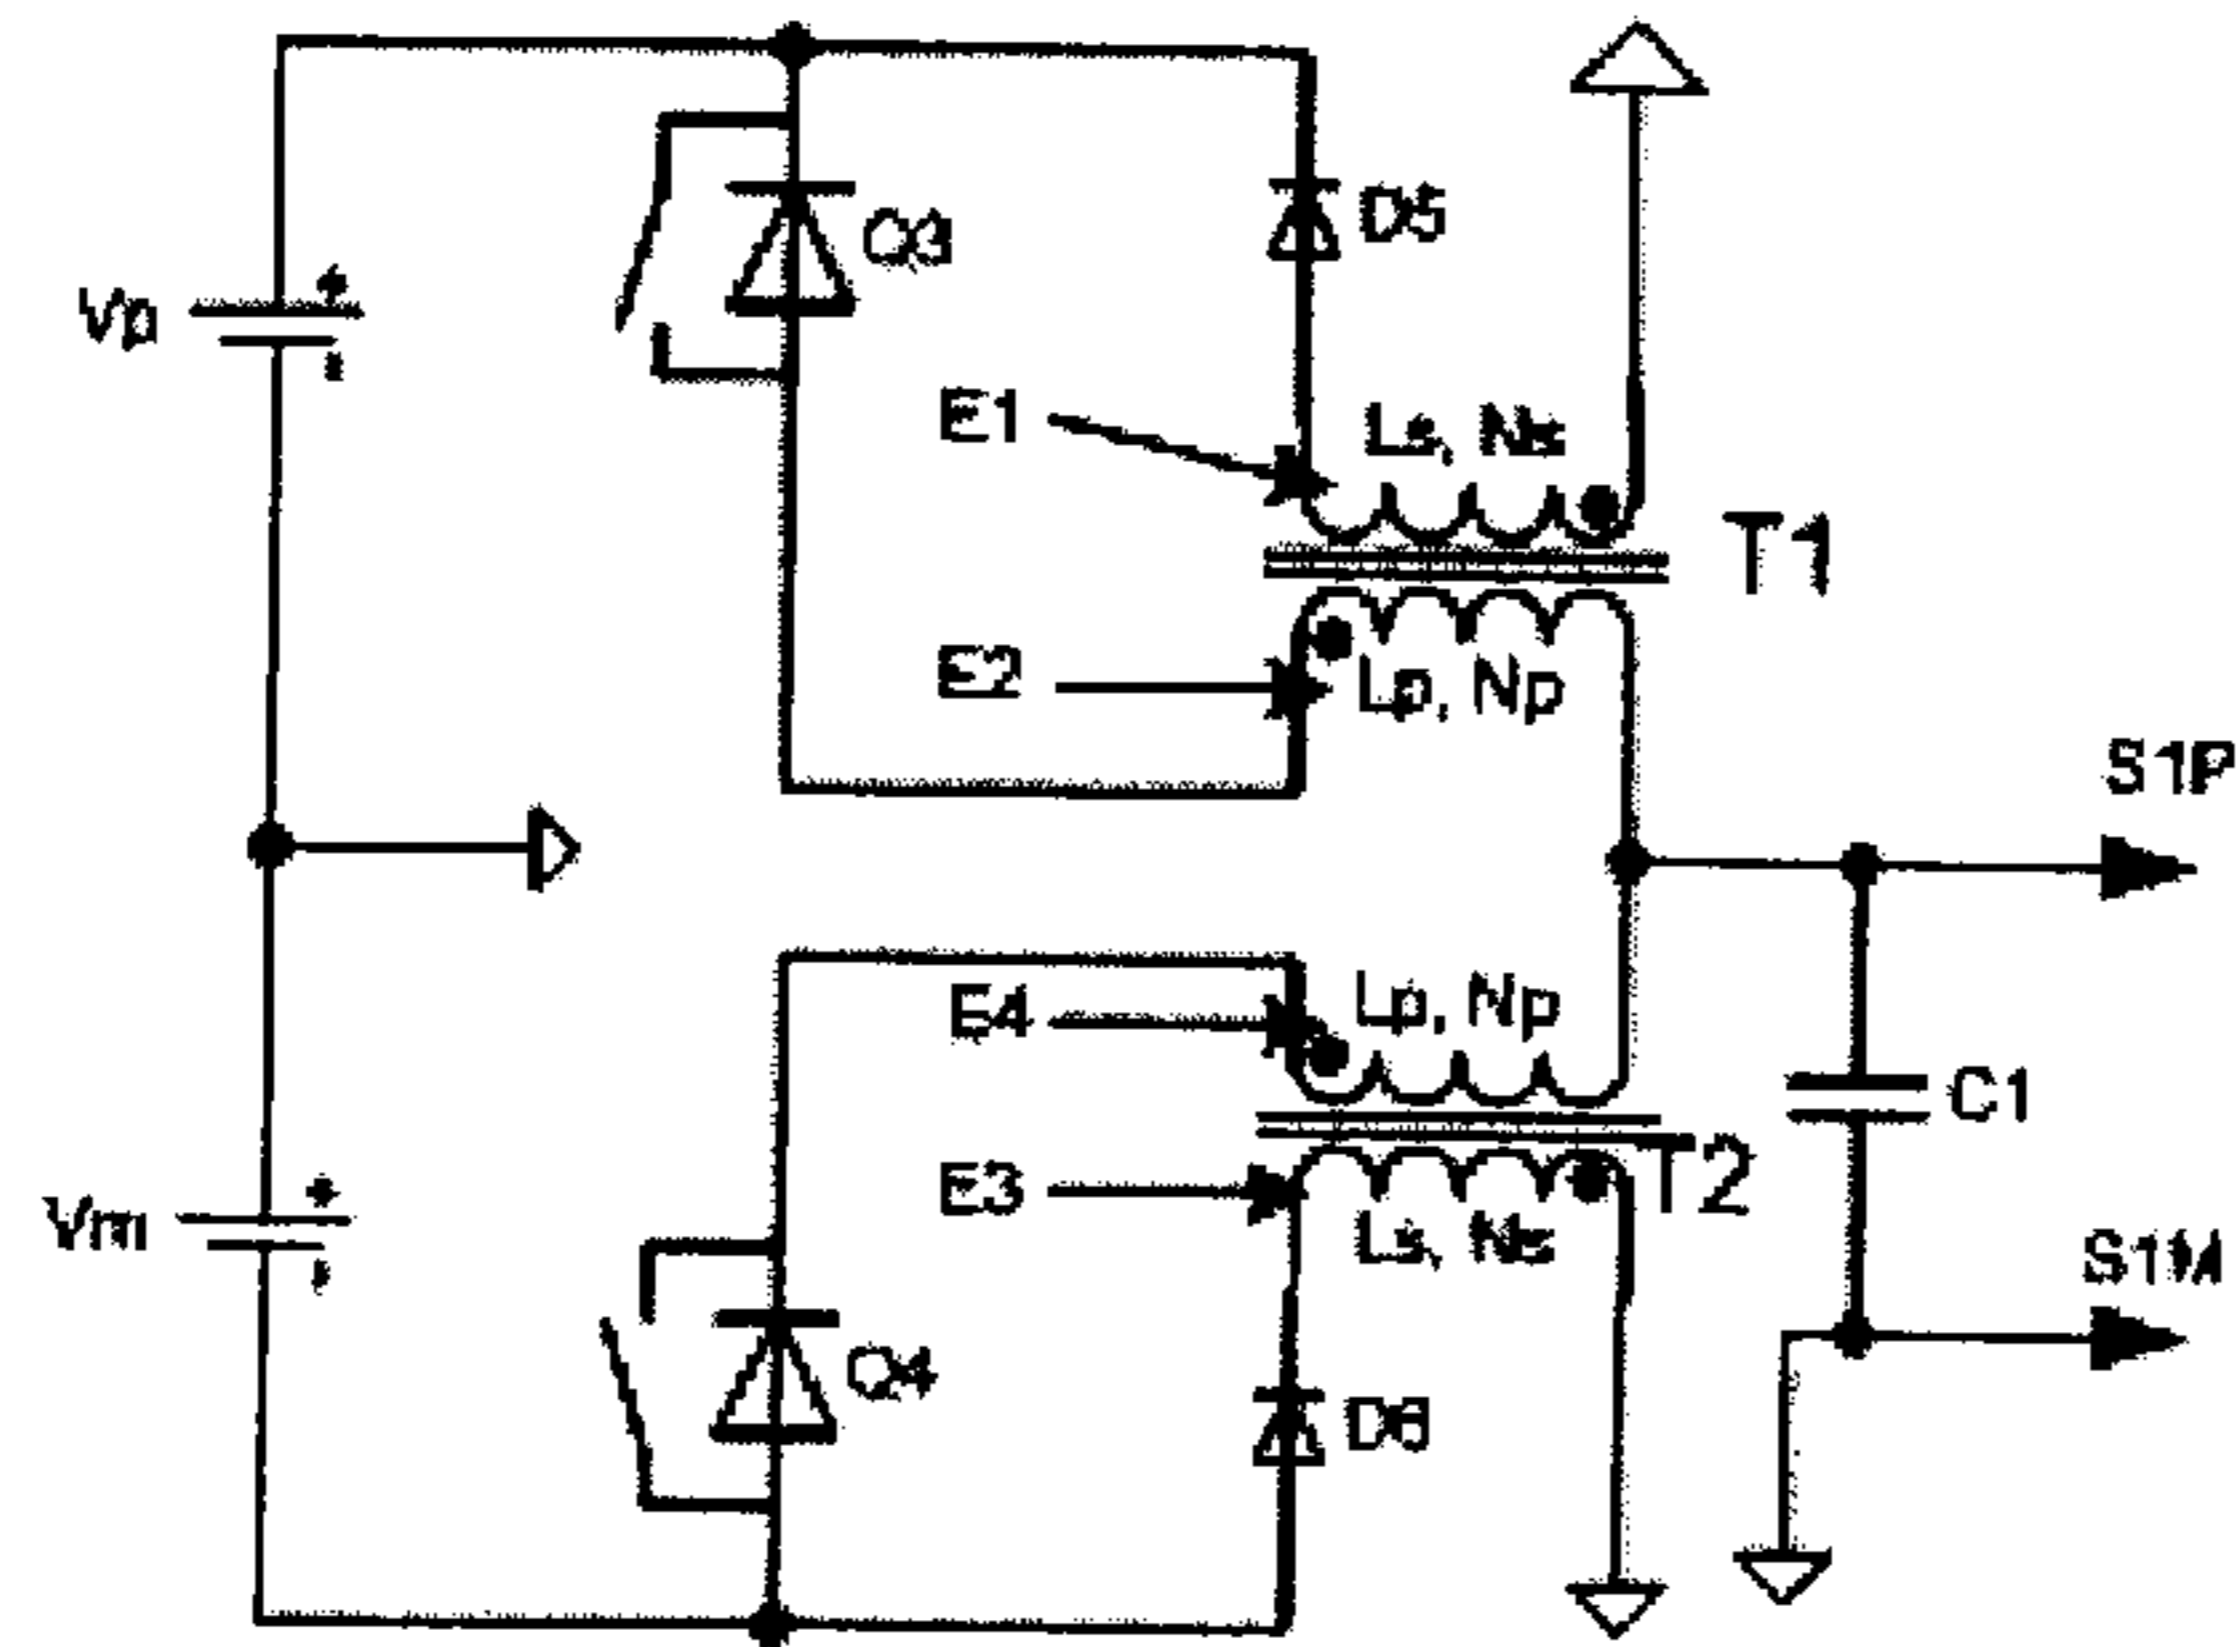 Q3
D5
Vp
+
-
E1
Ls, Ns
T1
E2
Lp, Np
S1P
E4
Lp, Np
C1
E3
T2
Vm
+
-
Ls, Ns
S1M
Q4
D6